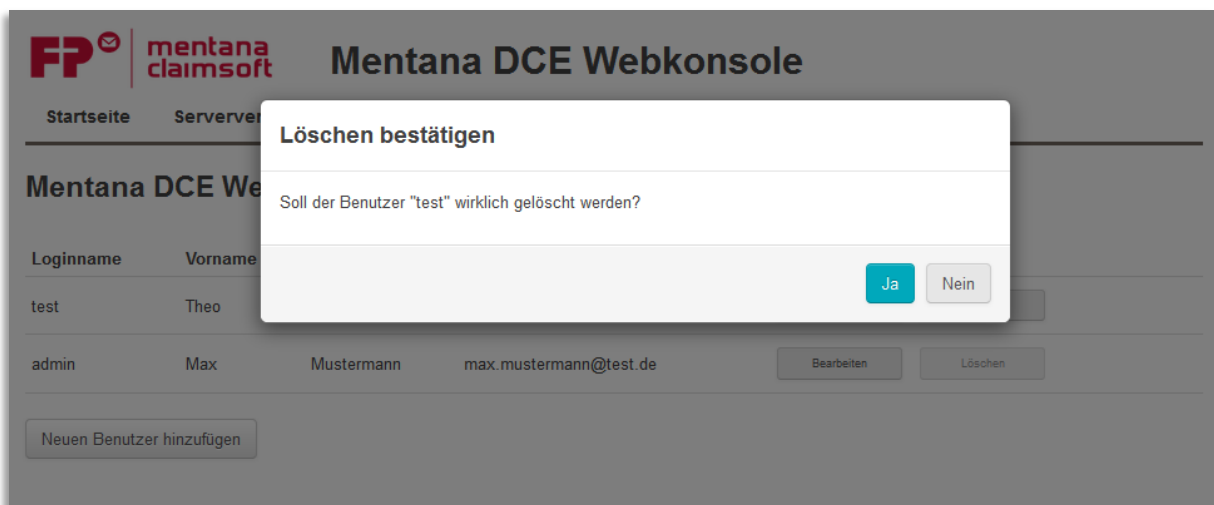 FP
mentana
claimsoft
Mentana DCE Webkonsole
Startseite Serverver
Löschen bestätigen
Mentana DCE We
Soll der Benutzer "test" wirklich gelöscht werden?
Loginname Vorname
Ja Nein
test Theo
admin Max Mustermann max.mustermann@test.de Bearbeiten Löschen
Neuen Benutzer hinzufügen